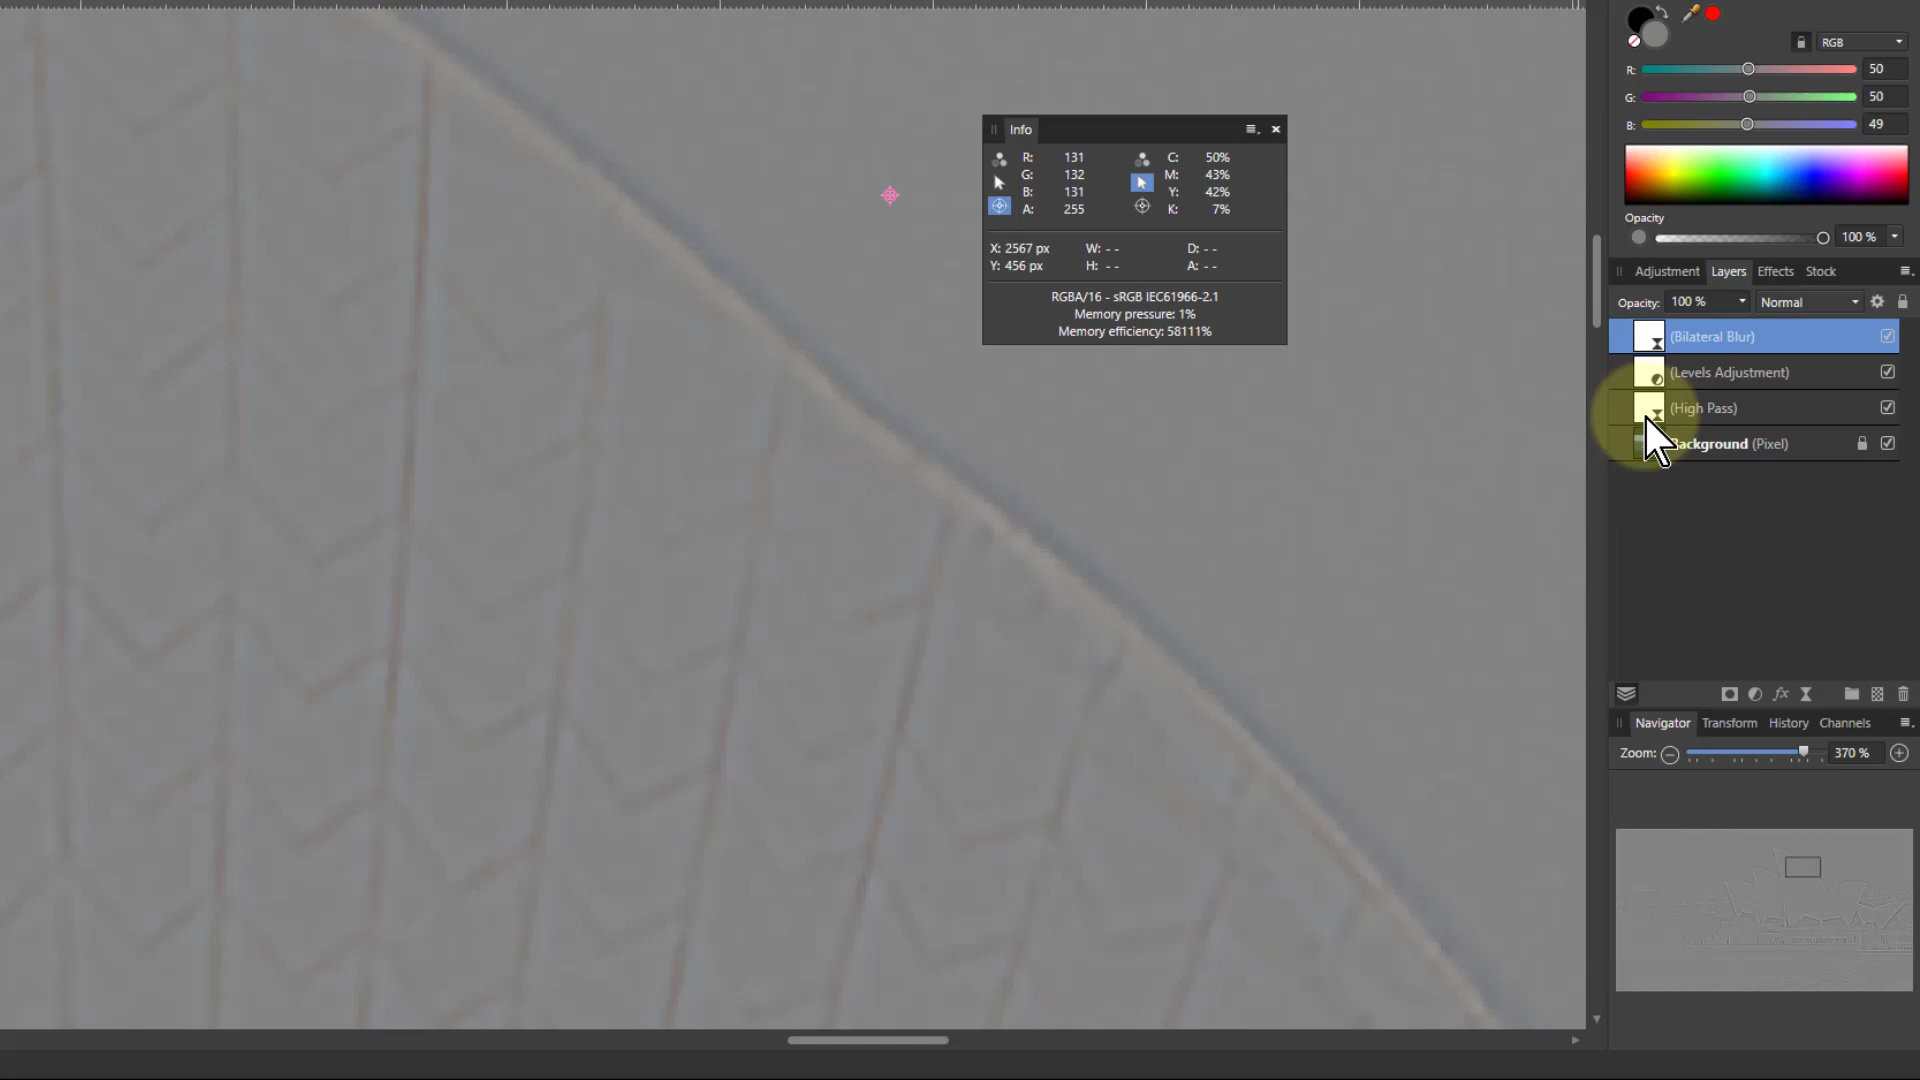 RGB
R: 50
G: 50
B: 49
Opacity
100 %
Info
R: 131 C: 50%
G: 132 M: 43%
B: 131 Y: 42%
A: 255 K: 7%
X: 2567 px W: - - D: - -
Y: 456 px H: - - A: - -
RGBA/16 - sRGB IEC61966-2.1
Memory pressure: 1%
Memory efficiency: 58111%
Adjustment Layers Effects Stock
Opacity: 100 % Normal
(Bilateral Blur)
(Levels Adjustment)
(High Pass)
Background (Pixel)
fx
Navigator Transform History Channels
Zoom: 370 %